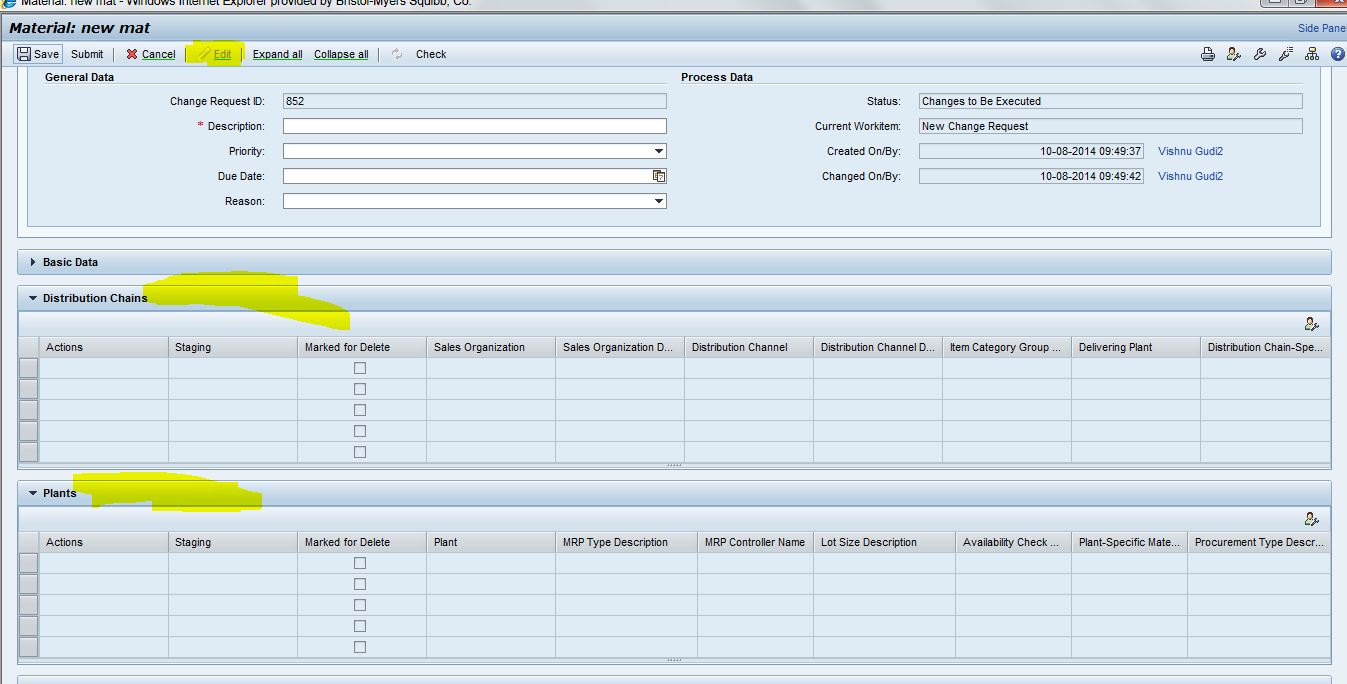 Material: new mat - Windows Internet Explorer provided by Bristol-Myers Squibb, Co.
Material: new mat Side Pane
Save Submit Cancel Edit Expand all Collapse all Check
General Data Process Data
Change Request ID: 852 Status: Changes to Be Executed
* Description: Current Workitem: New Change Request
Priority: Created On/By: 10-08-2014 09:49:37 Vishnu Gudi2
Due Date: Changed On/By: 10-08-2014 09:49:42 Vishnu Gudi2
Reason:
Basic Data
Distribution Chains
Actions Staging Marked for Delete Sales Organization Sales Organization D... Distribution Channel Distribution Channel D... Item Category Group ... Delivering Plant Distribution Chain-Spe...
Plants
Actions Staging Marked for Delete Plant MRP Type Description MRP Controller Name Lot Size Description Availability Check ... Plant-Specific Mate... Procurement Type Descr...